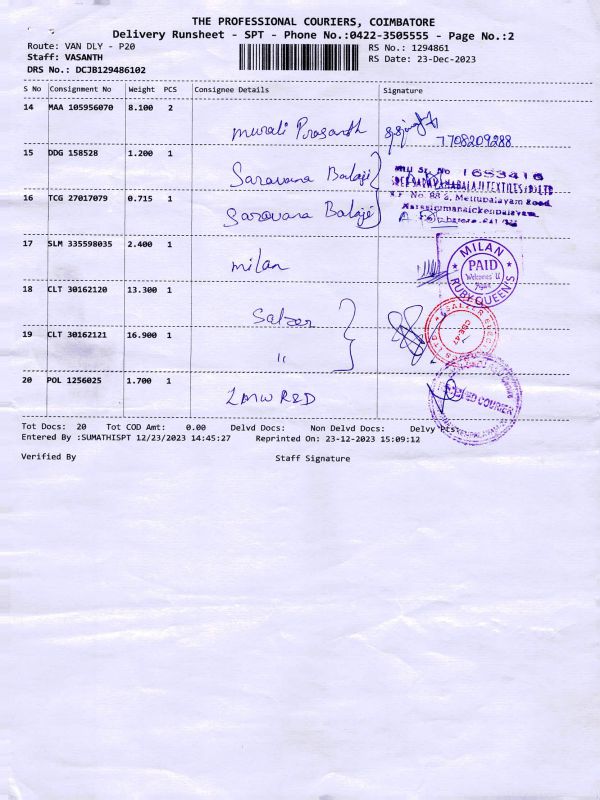 THE PROFESSIONAL COURIERS, COIMBATORE
Delivery Runsheet - SPT - Phone No.:0422-3505555 - Page No.:2
Route: VAN DLY - P20
RS No.: 1294861
Staff: VASANTH
RS Date: 23-Dec-2023
DRS No.: DCJB129486102
S No Consignment No Weight PCS Consignee Details Signature
14 MAA 105956070 8.100 2 Murali Prasanth
7708209288
15 DDG 158528 1.200 1 Saravana Balaji
16 TCG 27017079 0.715 1 Saravana Balaji
17 SLM 335598035 2.400 1 milan
MILAN
PAID
RUBY QUEEN'S
18 CLT 30162120 13.300 1 Salzer
19 CLT 30162121 16.900 1 "
20 POL 1256025 1.700 1 LMW R&D
COURIER
Tot Docs: 20 Tot COD Amt: 0.00 Delvd Docs: Non Delvd Docs: Delvy Pcs:
Entered By :SUMATHISPT 12/23/2023 14:45:27 Reprinted On: 23-12-2023 15:09:12
Verified By Staff Signature